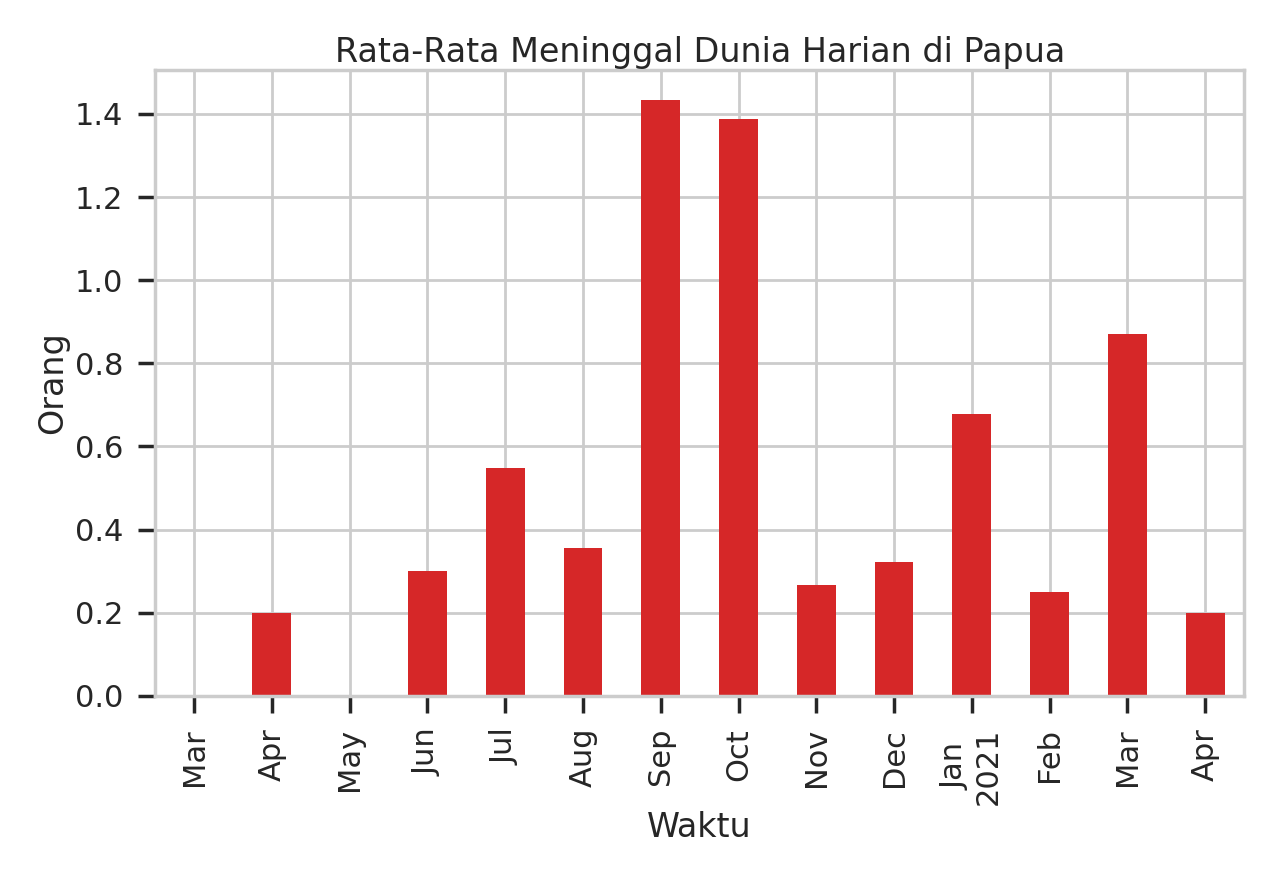 Rata-Rata Meninggal Dunia Harian di Papua
Orang
1.4
1.2
1.0
0.8
0.6
0.4
0.2
0.0
Mar
Apr
May
Jun
Jul
Aug
Sep
Oct
Nov
Dec
Jan
2021
Feb
Mar
Apr
Waktu